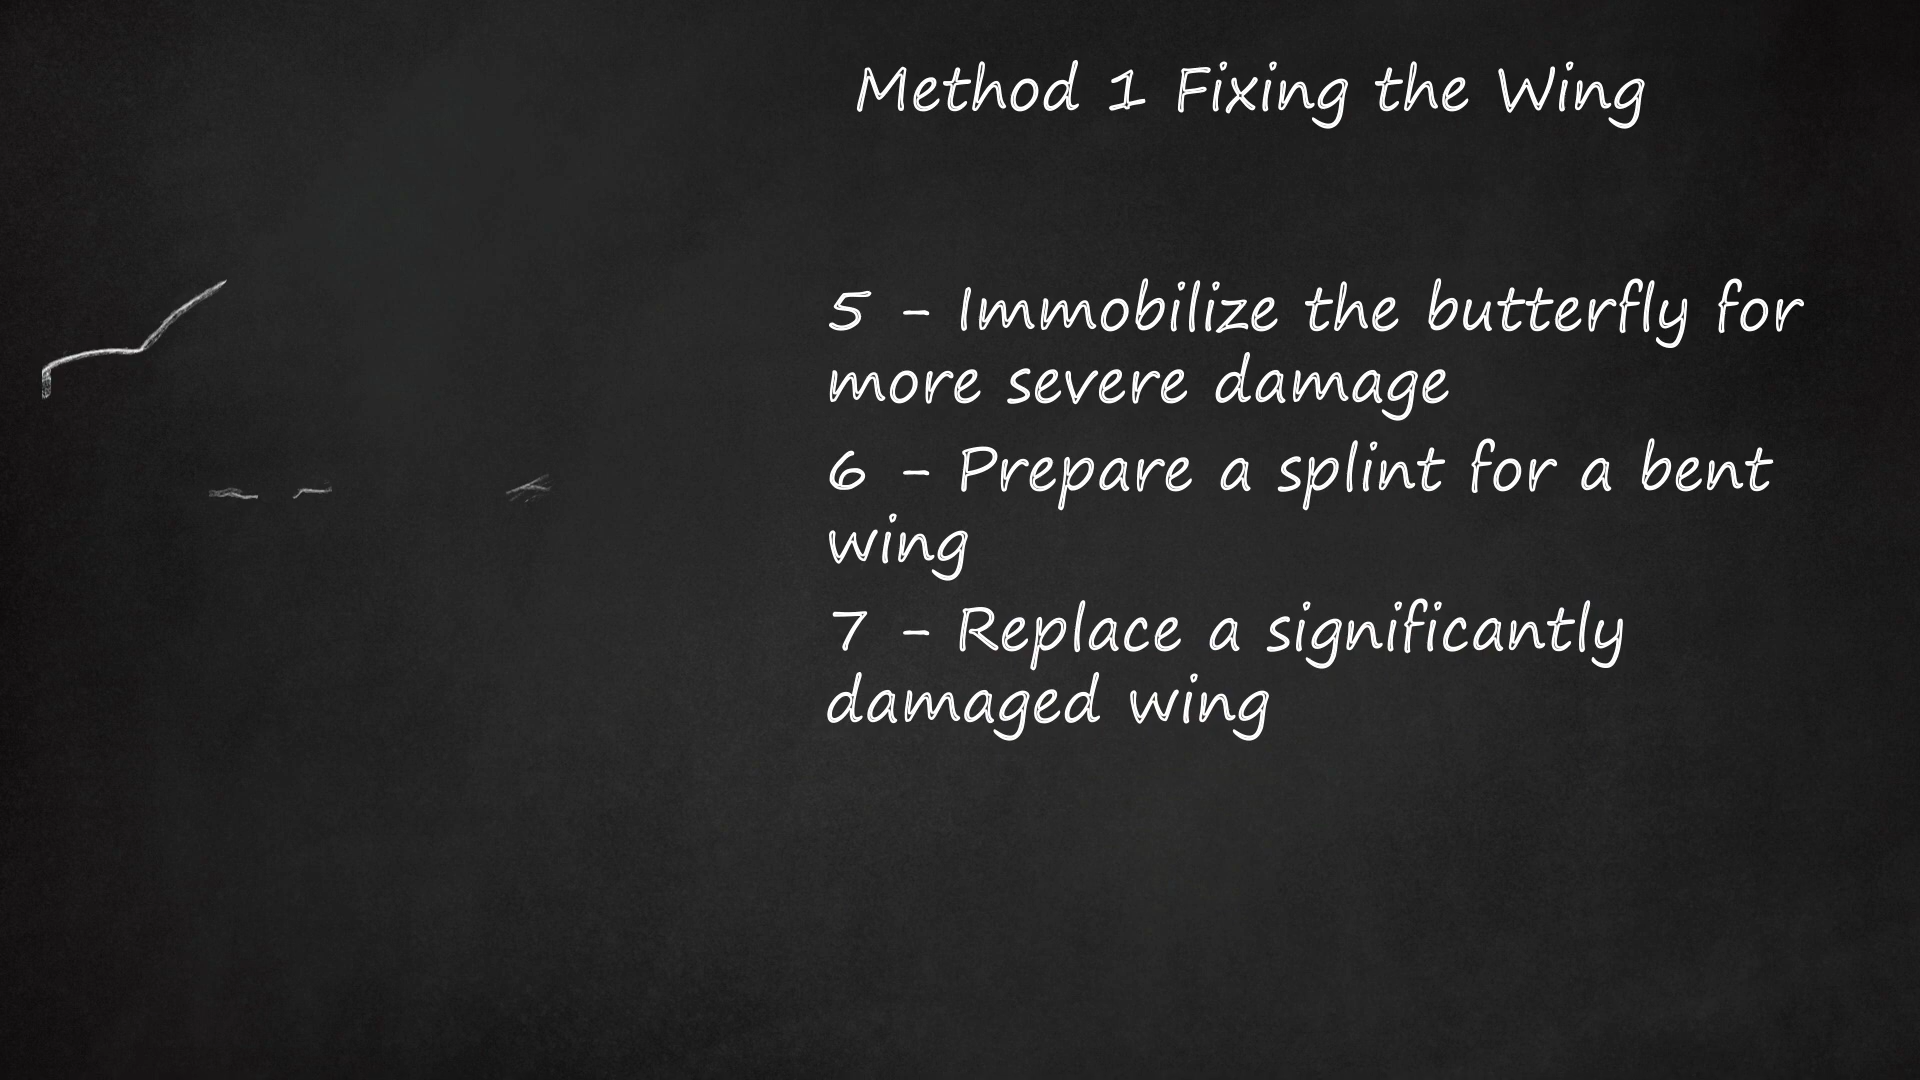 Method 1 Fixing the Wing
5 - Immobilize the butterfly for
more severe damage
6 - Prepare a splint for a bent
wing
7 - Replace a significantly
damaged wing